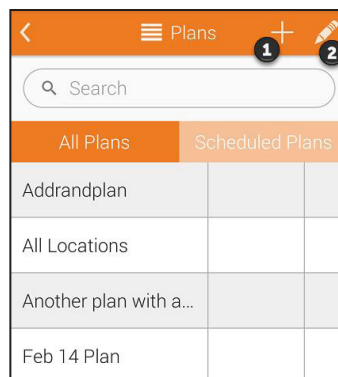 Plans
1
2
Search
All Plans Scheduled Plans
Addrandplan
All Locations
Another plan with a...
Feb 14 Plan